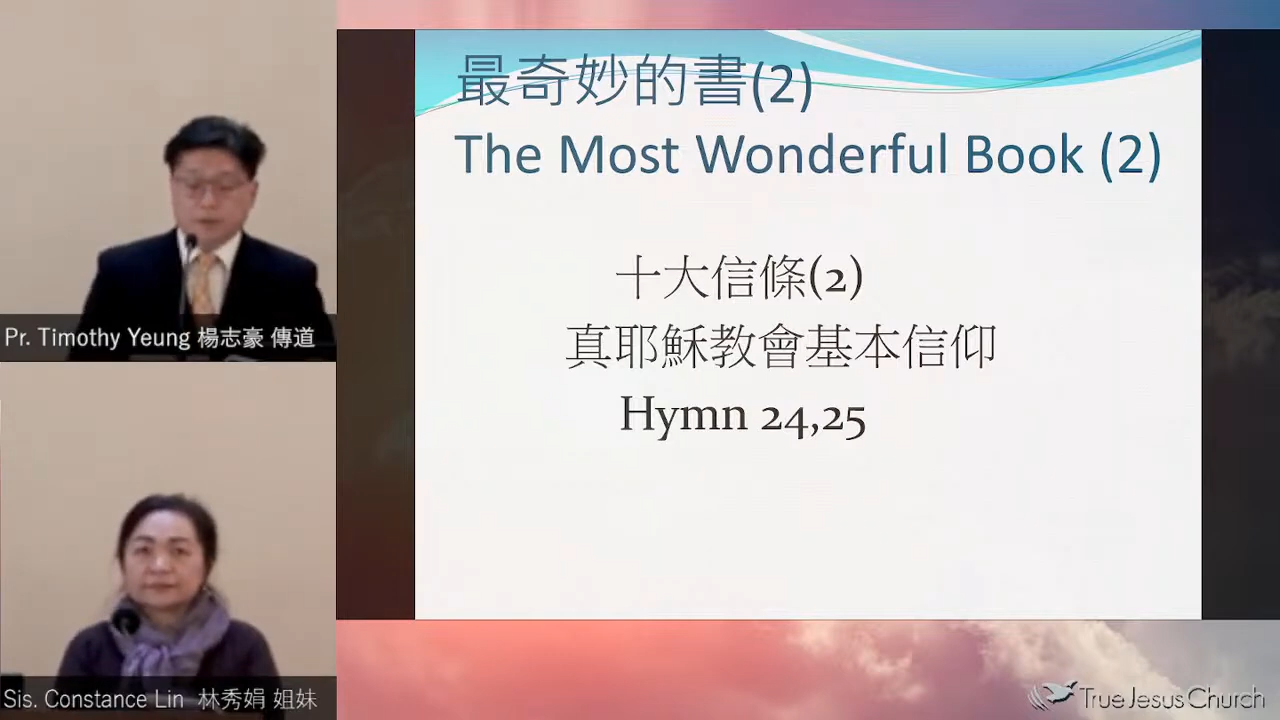 最奇妙的書(2)
The Most Wonderful Book (2)
十大信條(2)
真耶穌教會基本信仰
Hymn 24,25
Pr. Timothy Yeung 楊志豪 傳道
Sis. Constance Lin 林秀娟 姐妹
True Jesus Church